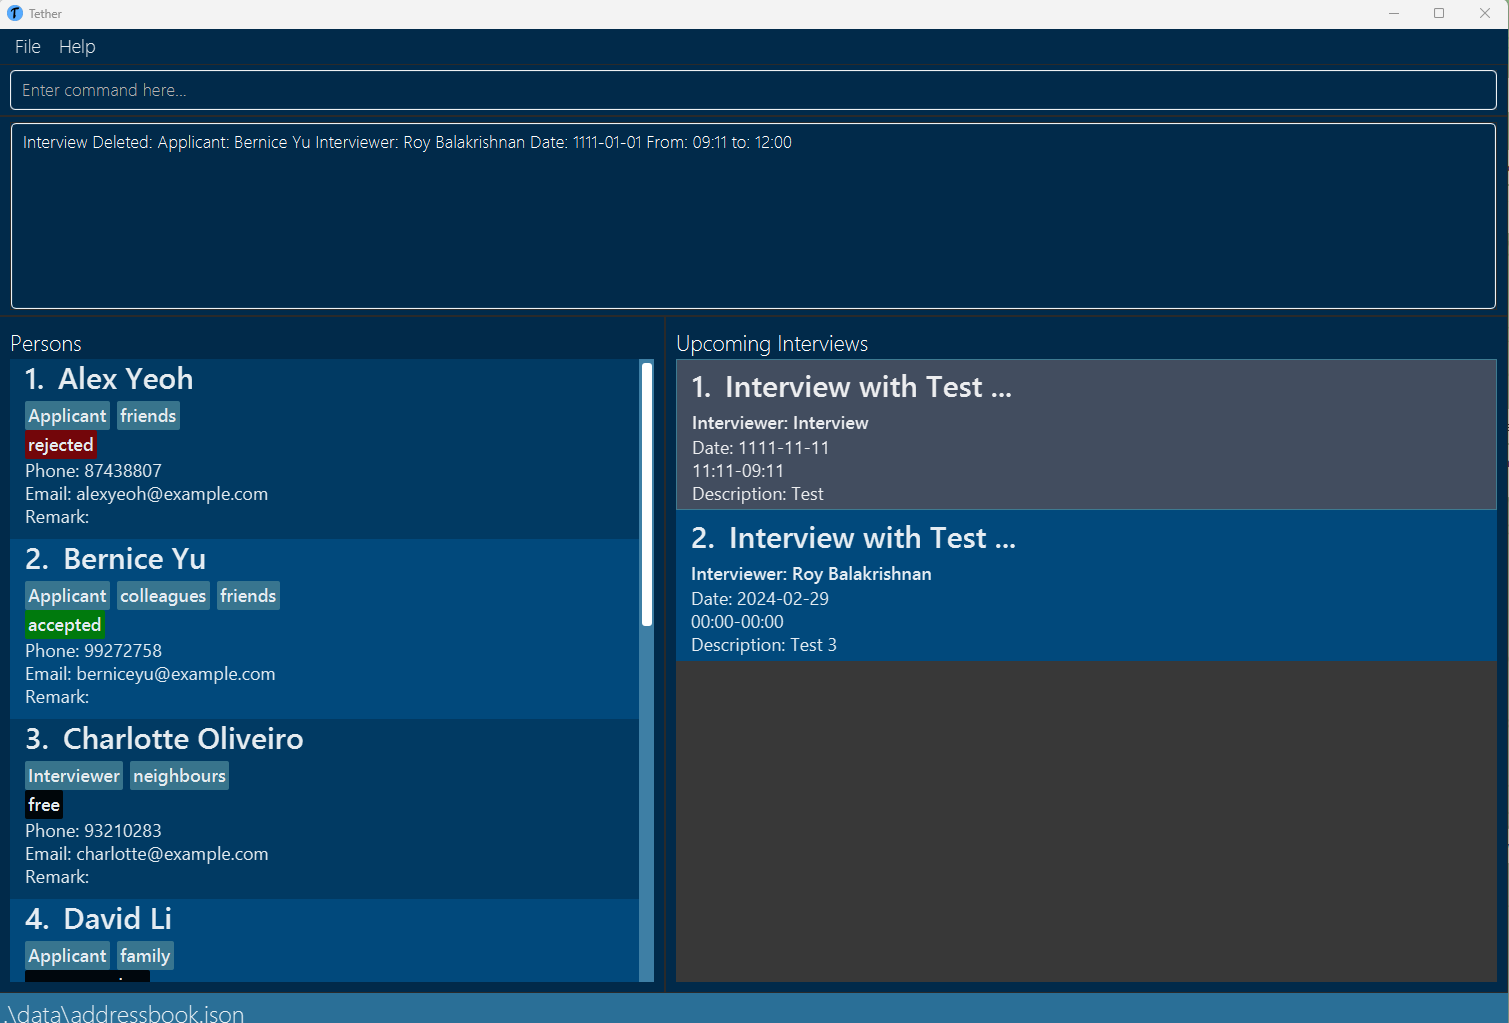 Tether
File Help
Enter command here...
Interview Deleted: Applicant: Bernice Yu Interviewer: Roy Balakrishnan Date: 1111-01-01 From: 09:11 to: 12:00
Persons
1. Alex Yeoh
Applicant friends
rejected
Phone: 87438807
Email: alexyeoh@example.com
Remark:
2. Bernice Yu
Applicant colleagues friends
accepted
Phone: 99272758
Email: berniceyu@example.com
Remark:
3. Charlotte Oliveiro
Interviewer neighbours
free
Phone: 93210283
Email: charlotte@example.com
Remark:
4. David Li
Applicant family
Upcoming Interviews
1. Interview with Test ...
Interviewer: Interview
Date: 1111-11-11
11:11-09:11
Description: Test
2. Interview with Test ...
Interviewer: Roy Balakrishnan
Date: 2024-02-29
00:00-00:00
Description: Test 3
.\data\addressbook.json